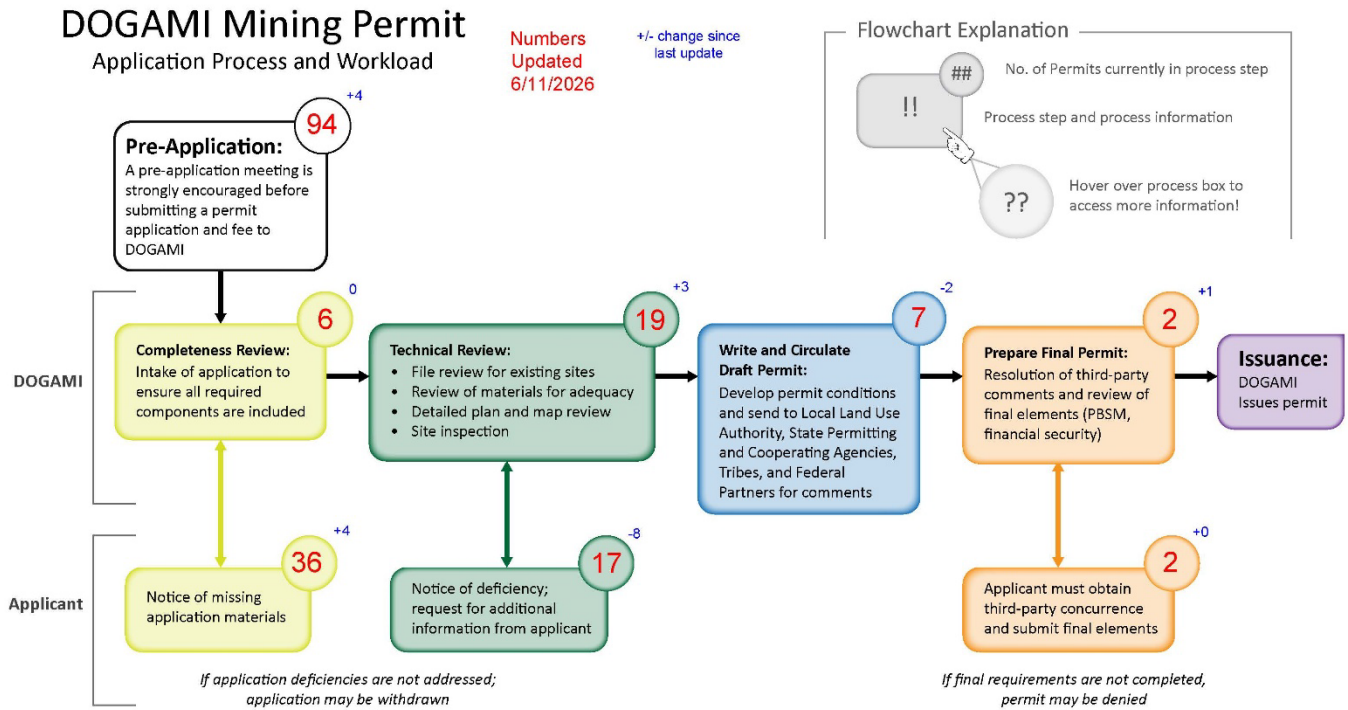 DOGAMI Mining Permit
Application Process and Workload
Numbers
Updated
6/11/2026
+/- change since
last update
Flowchart Explanation
##
No. of Permits currently in process step
!!
Process step and process information
??
Hover over process box to
access more information!
+4
94
Pre-Application:
A pre-application meeting is
strongly encouraged before
submitting a permit
application and fee to
DOGAMI
DOGAMI
0
6
Completeness Review:
Intake of application to
ensure all required
components are included
+3
19
Technical Review:
• File review for existing sites
• Review of materials for adequacy
• Detailed plan and map review
• Site inspection
-2
7
Write and Circulate
Draft Permit:
Develop permit conditions
and send to Local Land Use
Authority, State Permitting
and Cooperating Agencies,
Tribes, and Federal
Partners for comments
+1
2
Prepare Final Permit:
Resolution of third-party
comments and review of
final elements (PBSM,
financial security)
Issuance:
DOGAMI
Issues permit
Applicant
+4
36
Notice of missing
application materials
-8
17
Notice of deficiency;
request for additional
information from applicant
+0
2
Applicant must obtain
third-party concurrence
and submit final elements
If application deficiencies are not addressed;
application may be withdrawn
If final requirements are not completed,
permit may be denied